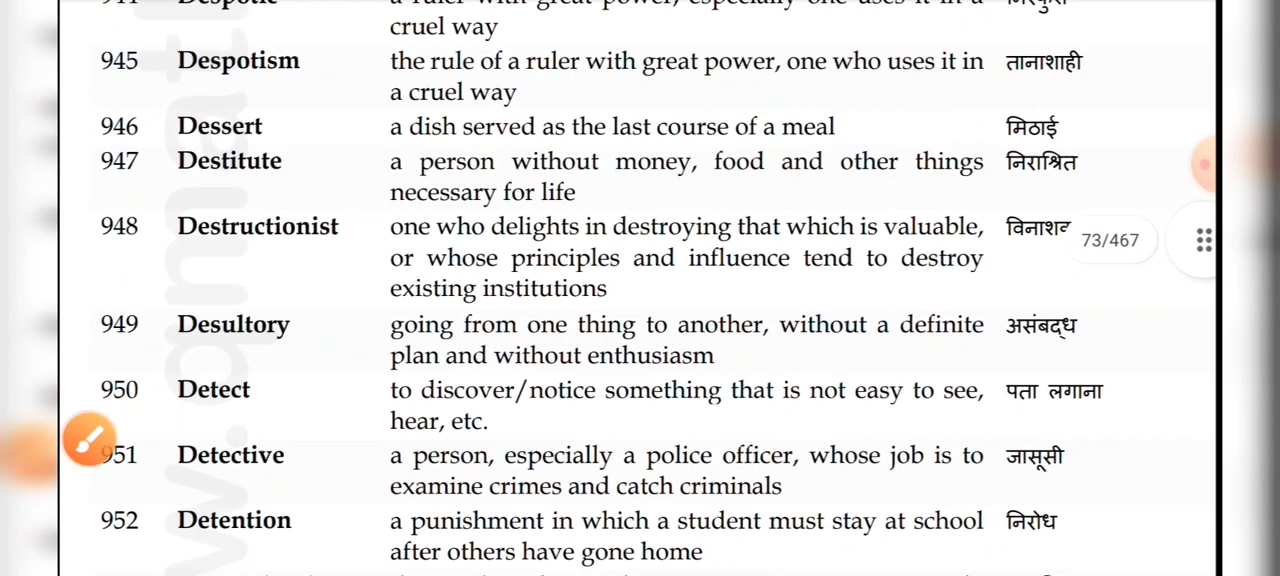 cruel way
945 Despotism the rule of a ruler with great power, one who uses it in तानाशाही
a cruel way
946 Dessert a dish served as the last course of a meal मिठाई
947 Destitute a person without money, food and other things निराश्रित
necessary for life
948 Destructionist one who delights in destroying that which is valuable,
73/467
or whose principles and influence tend to destroy
existing institutions
949 Desultory going from one thing to another, without a definite असंबद्ध
plan and without enthusiasm
950 Detect to discover/notice something that is not easy to see, पता लगाना
hear, etc.
951 Detective a person, especially a police officer, whose job is to जासूसी
examine crimes and catch criminals
952 Detention a punishment in which a student must stay at school निरोध
after others have gone home